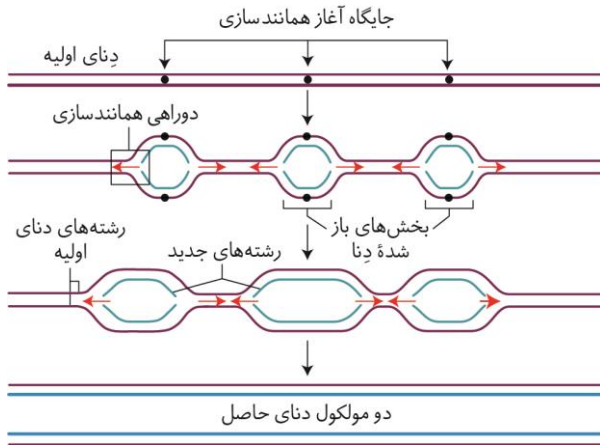 جایگاه آغاز همانندسازی
دِنای اولیه
دوراهی همانندسازی
بخش‌های باز
شدهٔ دِنا
رشته‌های دنای
اولیه
رشته‌های جدید
دو مولکول دنای حاصل